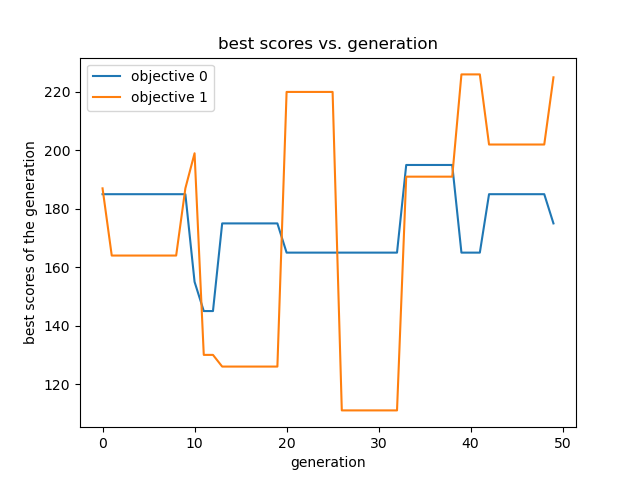 best scores vs. generation
objective 0
objective 1
220
200
180
160
140
120
best scores of the generation
0 10 20 30 40 50
generation